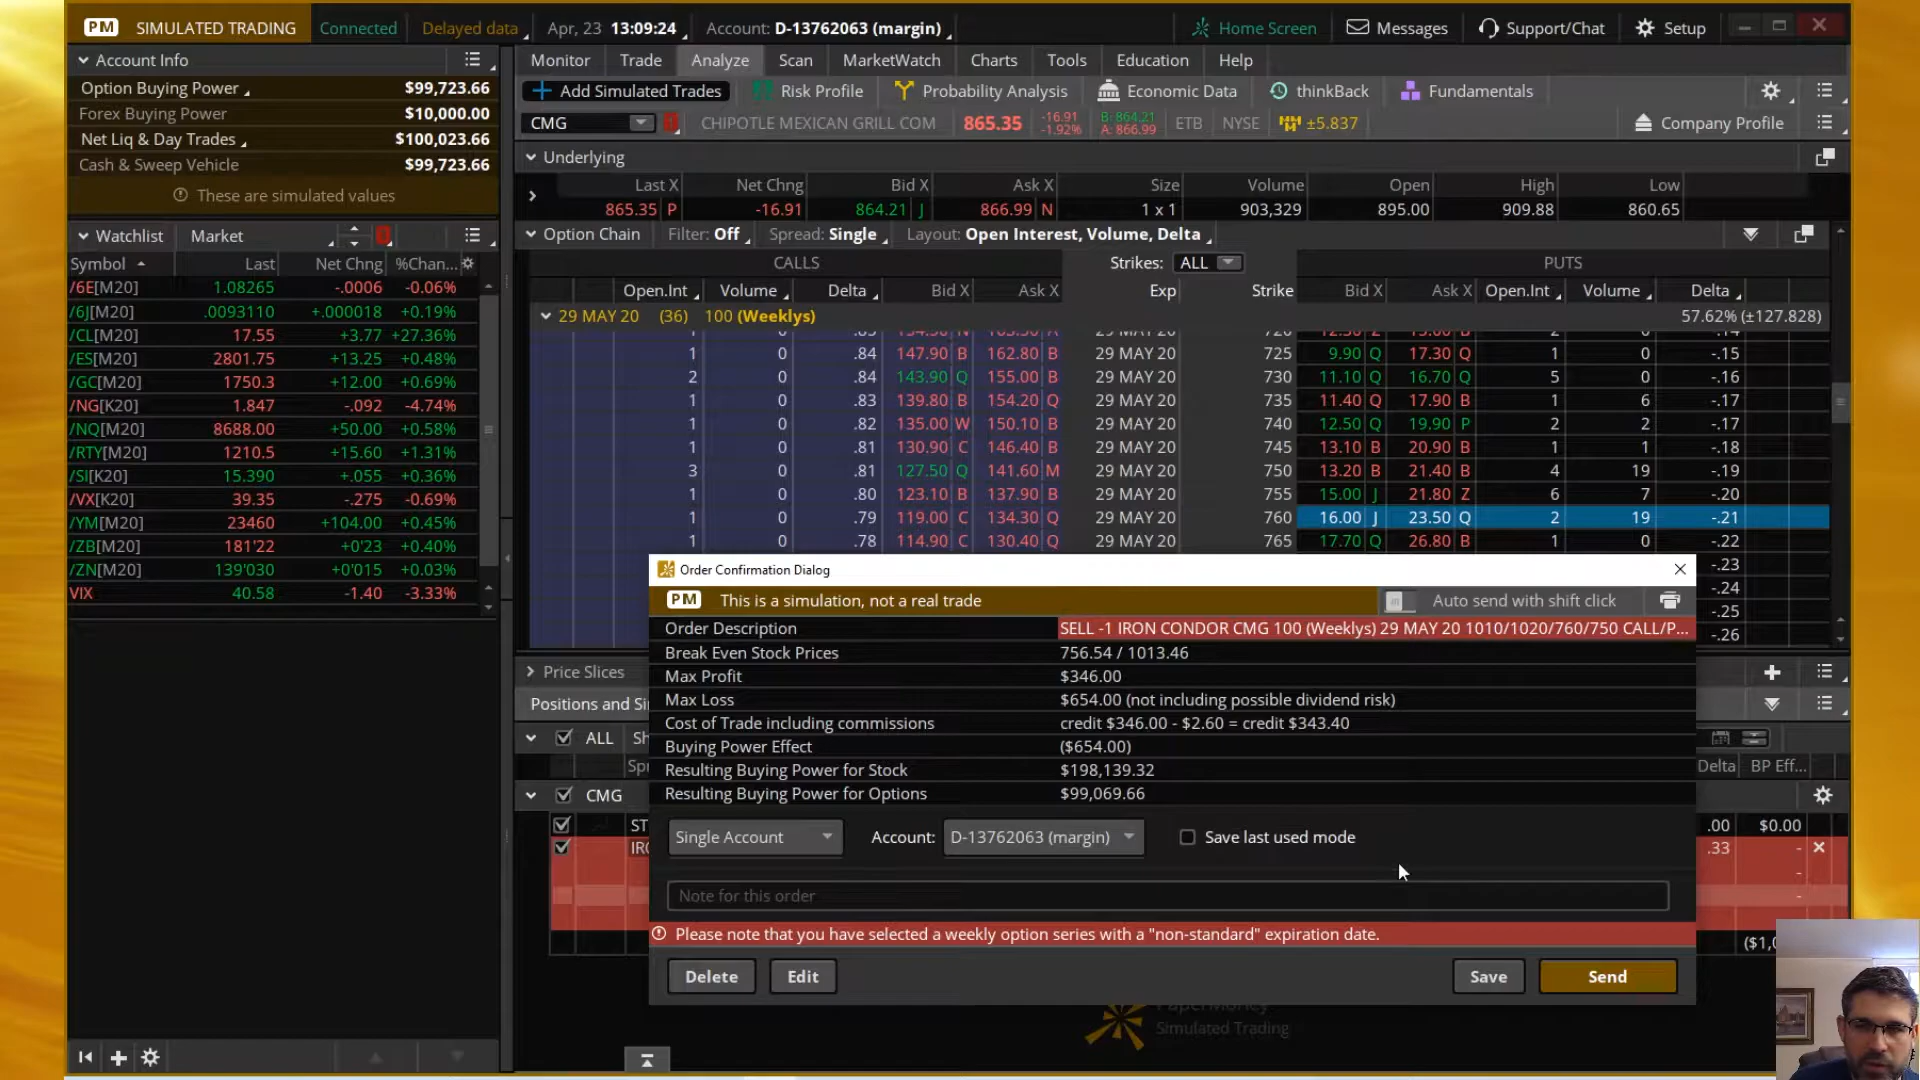 PM SIMULATED TRADING Connected Delayed data Apr, 23 13:09:24 Account: D-13762063 (margin) Home Screen Messages Support/Chat Setup
Account Info
Option Buying Power $99,723.66
Forex Buying Power $10,000.00
Net Liq & Day Trades $100,023.66
Cash & Sweep Vehicle $99,723.66
These are simulated values
Watchlist Market
Symbol Last Net Chng %Chan...
/6E[M20] 1.08265 -.0006 -0.06%
/6J[M20] .0093110 +.000018 +0.19%
/CL[M20] 17.55 +3.77 +27.36%
/ES[M20] 2801.75 +13.25 +0.48%
/GC[M20] 1750.3 +12.00 +0.69%
/NG[K20] 1.847 -.092 -4.74%
/NQ[M20] 8688.00 +50.00 +0.58%
/RTY[M20] 1210.5 +15.60 +1.31%
/SI[K20] 15.390 +.055 +0.36%
/VX[K20] 39.35 -.275 -0.69%
/YM[M20] 23460 +104.00 +0.45%
/ZB[M20] 181'22 +0'23 +0.40%
/ZN[M20] 139'030 +0'015 +0.03%
VIX 40.58 -1.40 -3.33%
Monitor Trade Analyze Scan MarketWatch Charts Tools Education Help
Add Simulated Trades Risk Profile Probability Analysis Economic Data thinkBack Fundamentals
CMG CHIPOTLE MEXICAN GRILL COM 865.35 -16.91 -1.92% B: 864.21 A: 866.99 ETB NYSE ±5.837 Company Profile
Underlying
Last X Net Chng Bid X Ask X Size Volume Open High Low
865.35 P -16.91 864.21 J 866.99 N 1 x 1 903,329 895.00 909.88 860.65
Option Chain Filter: Off Spread: Single Layout: Open Interest, Volume, Delta
CALLS Strikes: ALL PUTS
Open.Int Volume Delta Bid X Ask X Exp Strike Bid X Ask X Open.Int Volume Delta
29 MAY 20 (36) 100 (Weeklys) 57.62% (±127.828)
1 0 .84 147.90 B 162.80 B 29 MAY 20 725 9.90 Q 17.30 Q 1 0 -.15
2 0 .84 143.90 Q 155.00 B 29 MAY 20 730 11.10 Q 16.70 Q 5 0 -.16
1 0 .83 139.80 B 154.20 Q 29 MAY 20 735 11.40 Q 17.90 B 1 6 -.17
1 0 .82 135.00 W 150.10 B 29 MAY 20 740 12.50 Q 19.90 P 2 2 -.17
1 0 .81 130.90 C 146.40 B 29 MAY 20 745 13.10 B 20.90 B 1 1 -.18
3 0 .81 127.50 Q 141.60 M 29 MAY 20 750 13.20 B 21.40 B 4 19 -.19
1 0 .80 123.10 B 137.90 B 29 MAY 20 755 15.00 J 21.80 Z 6 7 -.20
1 0 .79 119.00 C 134.30 Q 29 MAY 20 760 16.00 J 23.50 Q 2 19 -.21
1 0 .78 114.90 C 130.40 Q 29 MAY 20 765 17.70 Q 26.80 B 1 0 -.22
-.23
-.24
-.25
-.26
Price Slices
Positions and Si
ALL Sh
Sp
Delta BP Eff...
CMG
ST .00 $0.00
IR .33 -
-
-
-
($1,0
Order Confirmation Dialog
PM This is a simulation, not a real trade Auto send with shift click
Order Description SELL -1 IRON CONDOR CMG 100 (Weeklys) 29 MAY 20 1010/1020/760/750 CALL/P...
Break Even Stock Prices 756.54 / 1013.46
Max Profit $346.00
Max Loss $654.00 (not including possible dividend risk)
Cost of Trade including commissions credit $346.00 - $2.60 = credit $343.40
Buying Power Effect ($654.00)
Resulting Buying Power for Stock $198,139.32
Resulting Buying Power for Options $99,069.66
Single Account Account: D-13762063 (margin) Save last used mode
Note for this order
Please note that you have selected a weekly option series with a "non-standard" expiration date.
Delete Edit Save Send
PaperMoney
Simulated Trading